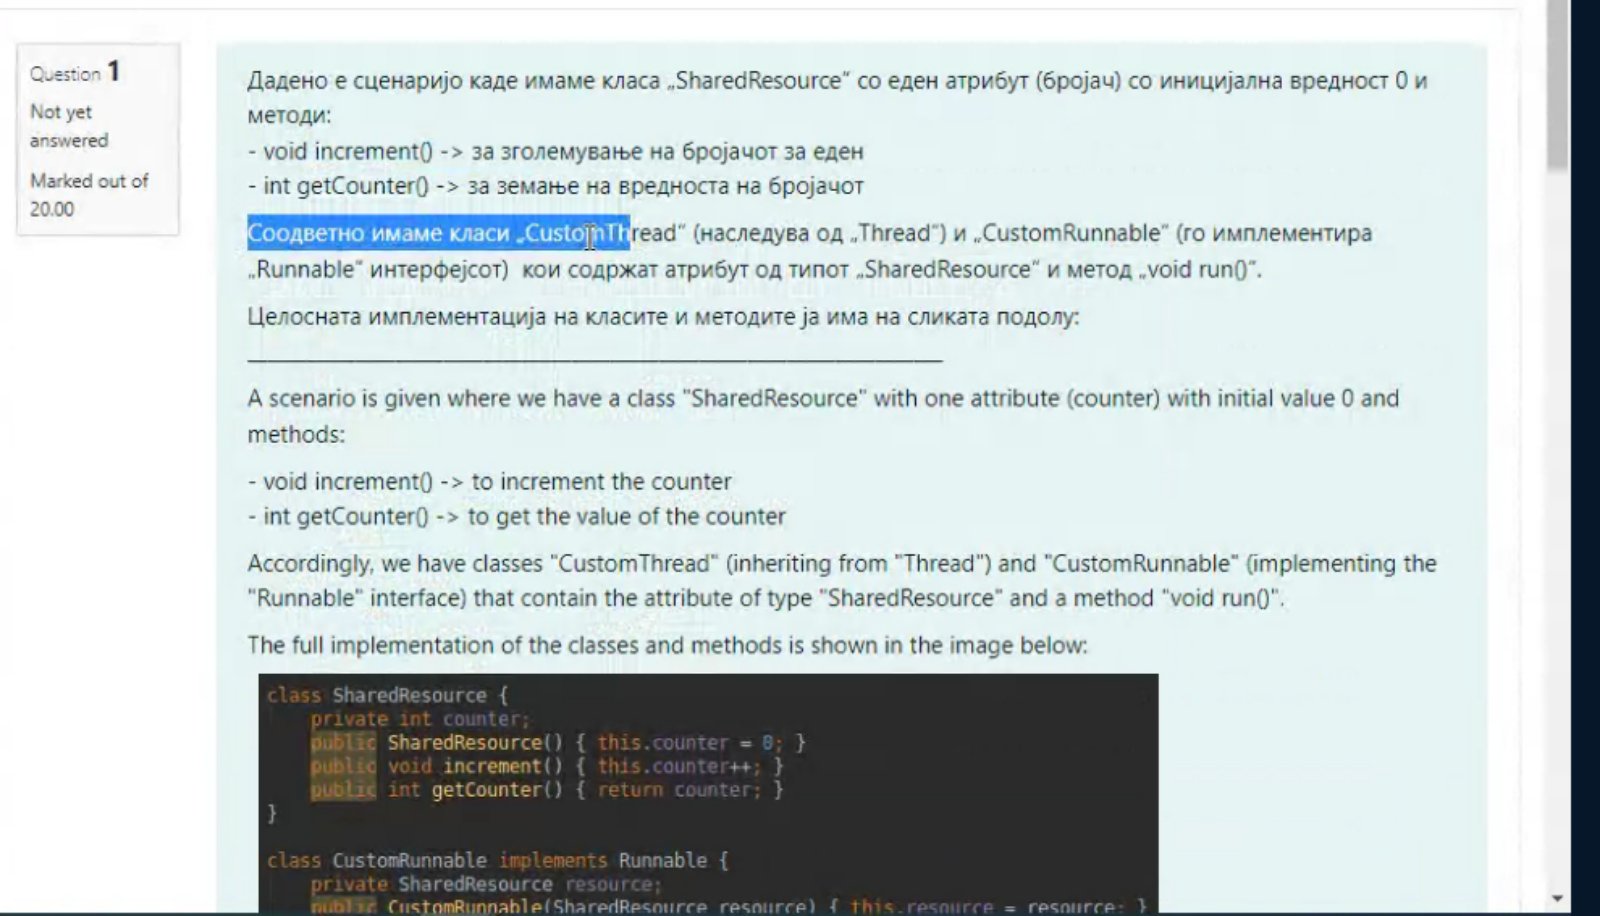 Question 1
Not yet
answered
Marked out of
20.00
Дадено е сценаријо каде имаме класа „SharedResource“ со еден атрибут (бројач) со иницијална вредност 0 и
методи:
- void increment() -> за зголемување на бројачот за еден
- int getCounter() -> за земање на вредноста на бројачот
Соодветно имаме класи „CustomThread“ (наследува од „Thread“) и „CustomRunnable“ (го имплементира
„Runnable“ интерфејсот) кои содржат атрибут од типот „SharedResource“ и метод „void run()“.
Целосната имплементација на класите и методите ја има на сликата подолу:
A scenario is given where we have a class "SharedResource" with one attribute (counter) with initial value 0 and
methods:
- void increment() -> to increment the counter
- int getCounter() -> to get the value of the counter
Accordingly, we have classes "CustomThread" (inheriting from "Thread") and "CustomRunnable" (implementing the
"Runnable" interface) that contain the attribute of type "SharedResource" and a method "void run()".
The full implementation of the classes and methods is shown in the image below:
class SharedResource {
private int counter;
public SharedResource() { this.counter = 0; }
public void increment() { this.counter++; }
public int getCounter() { return counter; }
}
class CustomRunnable implements Runnable {
private SharedResource resource;
public CustomRunnable(SharedResource resource) { this.resource = resource; }